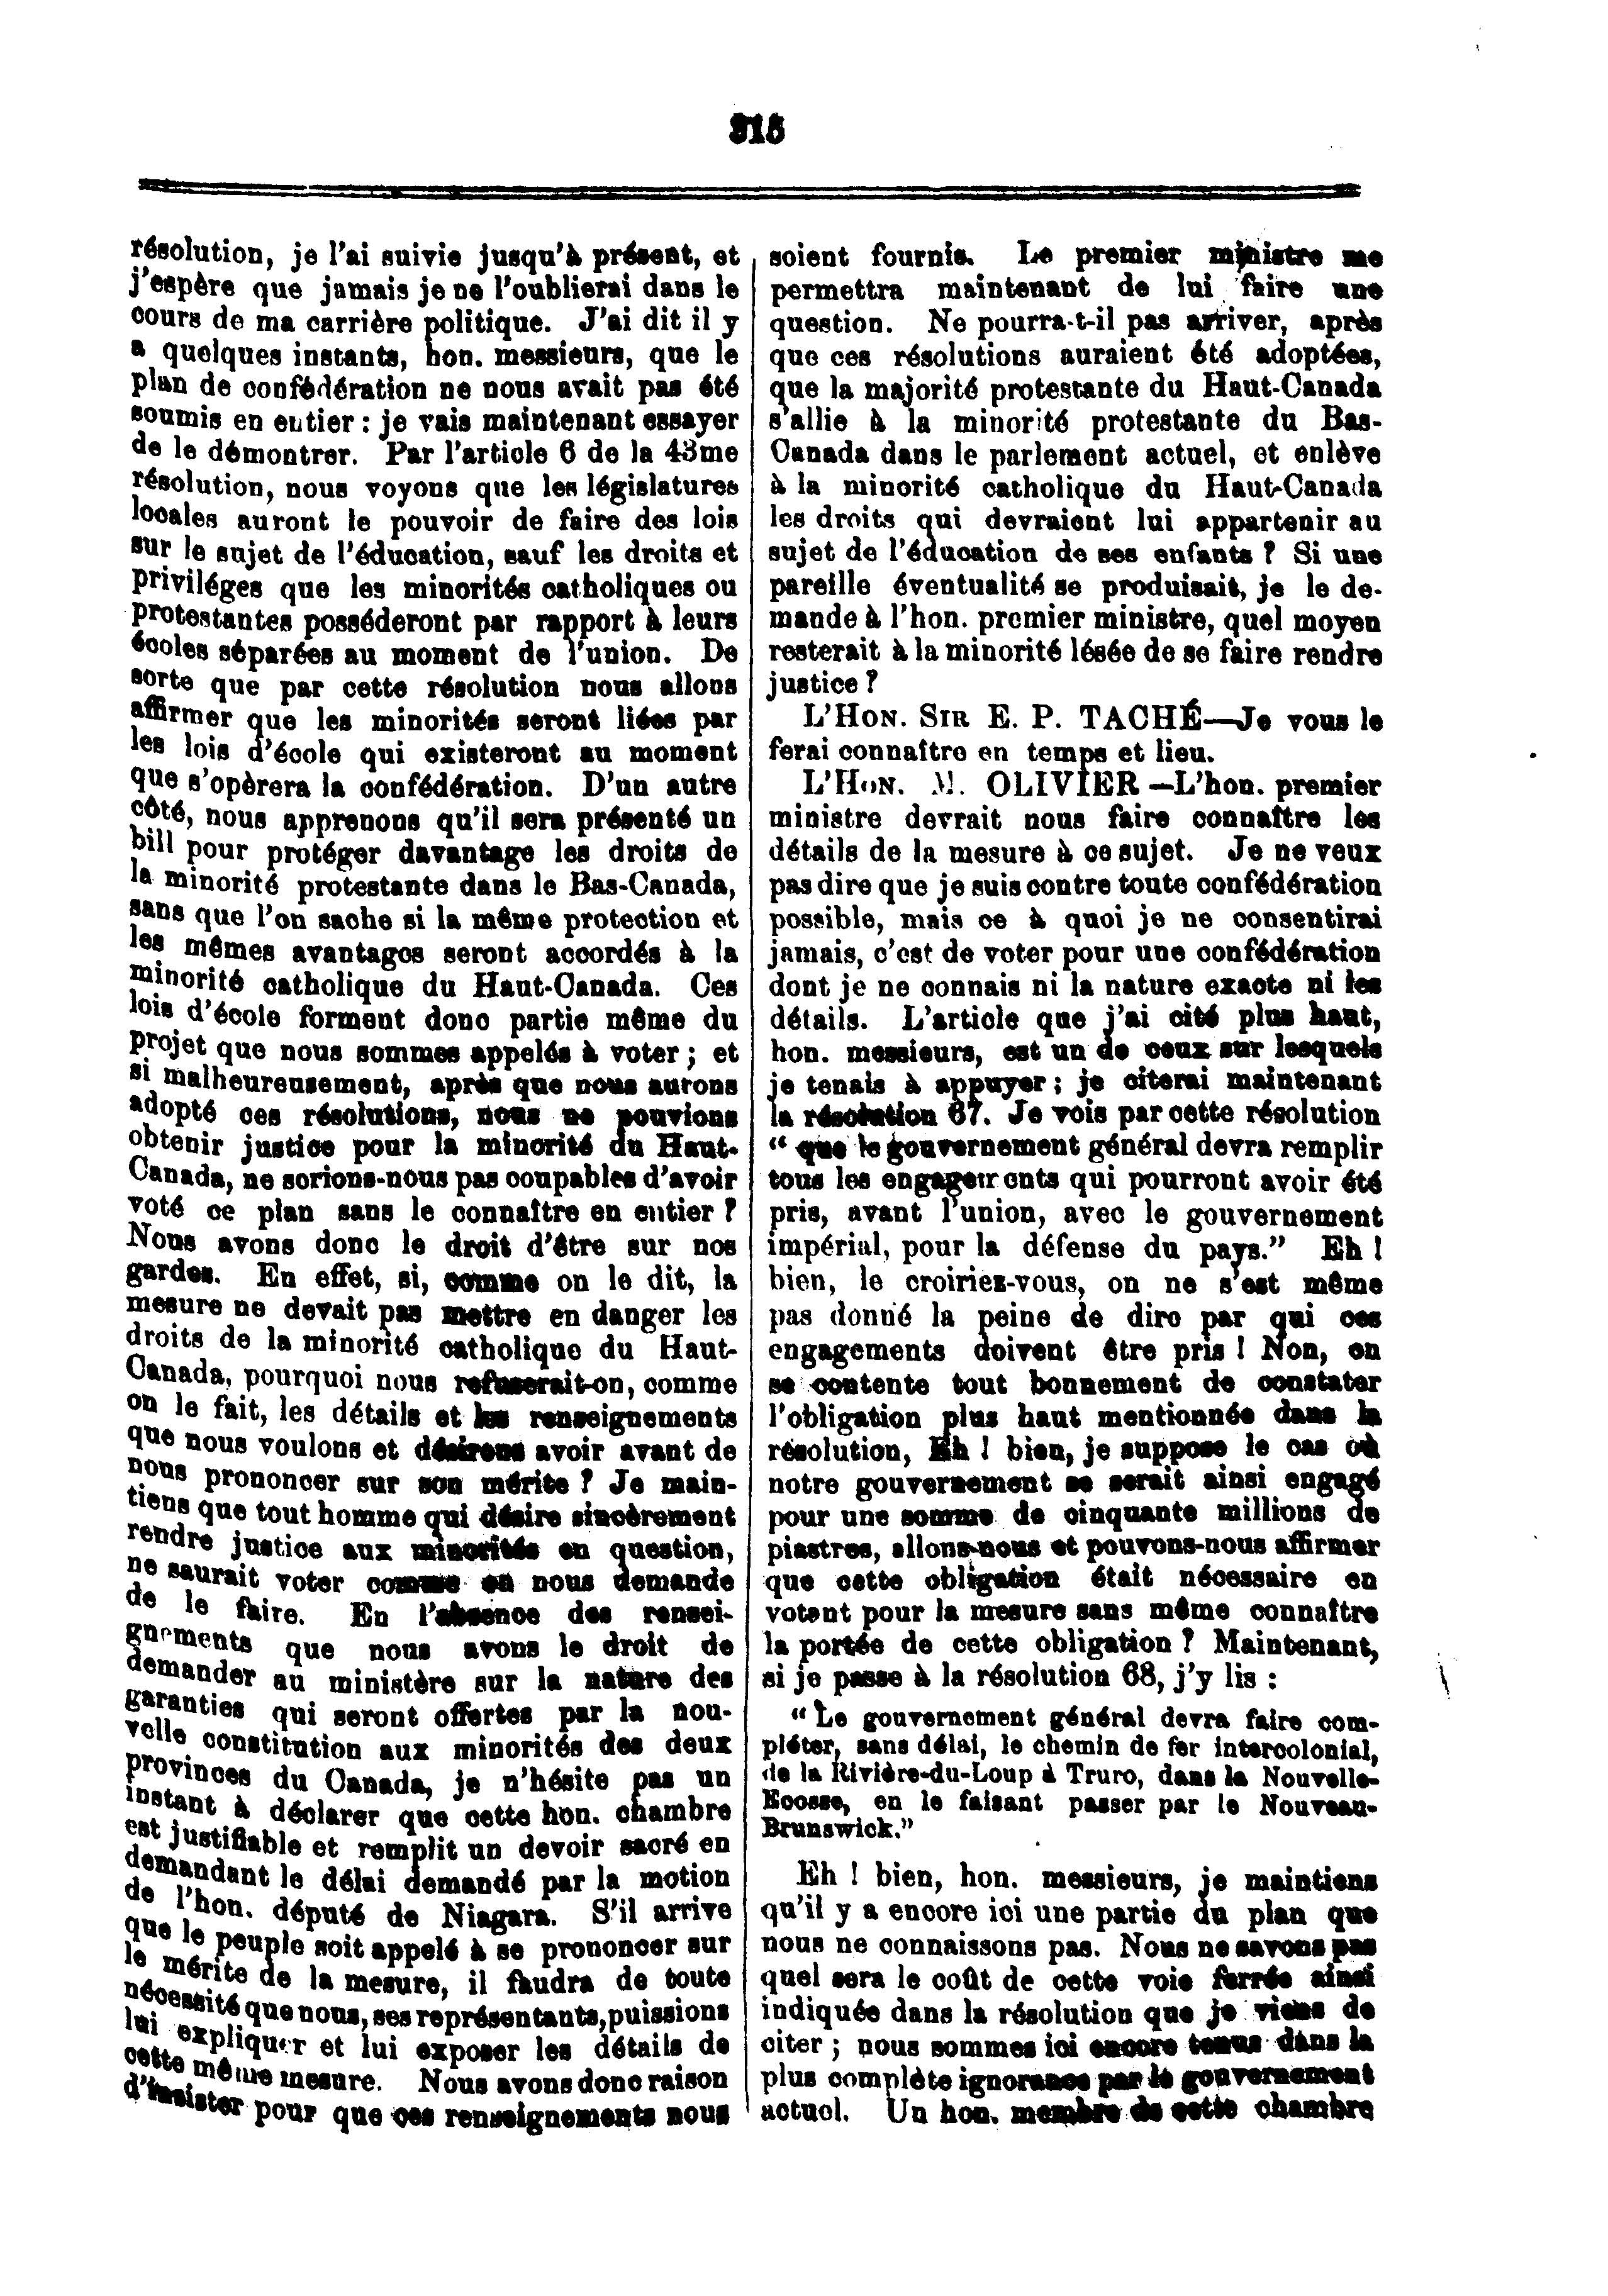 315
résolution, je l'ai suivie jusqu'à présent, et
j'espère que jamais je ne l'oublierai dans le
cours de ma carrière politique. J'ai dit il y
a quelques instants, hon. messieurs, que le
plan de confédération ne nous avait pas été
soumis en entier : je vais maintenant essayer
de le démontrer. Par l'article 6 de la 43me
résolution, nous voyons que les législatures
locales auront le pouvoir de faire des lois
sur le sujet de l'éducation, sauf les droits et
priviléges que les minorités catholiques ou
protestantes posséderont par rapport à leurs
écoles séparées au moment de l'union. De
sorte que par cette résolution nous allons
affirmer que les minorités seront liées par
les lois d'école qui existeront au moment
que s'opèrera la confédération. D'un autre
côté, nous apprenons qu'il sera présenté un
bill pour protéger davantage les droits de
la minorité protestante dans le Bas-Canada,
sans que l'on sache si la même protection et
les mêmes avantages seront accordés à la
minorité catholique du Haut-Canada. Ces
lois d'école forment donc partie même du
projet que nous sommes appelés à voter ; et
si malheureusement, après que nous aurons
adopté ces résolutions, nous ne pouvions
obtenir justice pour la minorité du Haut-
Canada, ne serions-nous pas coupables d'avoir
voté ce plan sans le connaître en entier ?
Nous avons donc le droit d'être sur nos
gardes. En effet, si, comme on le dit, la
mesure ne devait pas mettre en danger les
droits de la minorité catholique du Haut-
Canada, pourquoi nous refuserait-on, comme
on le fait, les détails et les renseignements
que nous voulons et désirons avoir avant de
nous prononcer sur son mérite ? Je main-
tiens que tout homme qui désire sincèrement
rendre justice aux minorités en question,
ne saurait voter comme on nous demande
de le faire. En l'absence des rensei-
gnements que nous avons le droit de
demander au ministère sur la nature des
garanties qui seront offertes par la nou-
velle constitution aux minorités des deux
provinces du Canada, je n'hésite pas un
instant à déclarer que cette hon. chambre
est justifiable et remplit un devoir sacré en
demandant le délai demandé par la motion
de l'hon. député de Niagara. S'il arrive
que le peuple soit appelé à se prononcer sur
le mérite de la mesure, il faudra de toute
nécessité que nous, ses représentants, puissions
lui expliquer et lui exposer les détails de
cette même mesure. Nous avons donc raison
d'insister pour que ces renseignements nous
soient fournis. Le premier ministre me
permettra maintenant de lui faire une
question. Ne pourra-t-il pas arriver, après
que ces résolutions auraient été adoptées,
que la majorité protestante du Haut-Canada
s'allie à la minorité protestante du Bas-
Canada dans le parlement actuel, et enlève
à la minorité catholique du Haut-Canada
les droits qui devraient lui appartenir au
sujet de l'éducation de ses enfants ? Si une
pareille éventualité se produisait, je le de-
mande à l'hon. premier ministre, quel moyen
resterait à la minorité lésée de se faire rendre
justice ?
L'HON. SIR E. P. TACHÉ—Je vous le
ferai connaître en temps et lieu.
L'HON. M. OLIVIER—L'hon. premier
ministre devrait nous faire connaître les
détails de la mesure à ce sujet. Je ne veux
pas dire que je suis contre toute confédération
possible, mais ce à quoi je ne consentirai
jamais, c'est de voter pour une confédération
dont je ne connais ni la nature exacte ni les
détails. L'article que j'ai cité plus haut,
hon. messieurs, est un de ceux sur lesquels
je tenais à appuyer ; je citerai maintenant
la résolution 67. Je vois par cette résolution
" que le gouvernement général devra remplir
tous les engagements qui pourront avoir été
pris, avant l'union, avec le gouvernement
impérial, pour la défense du pays." Eh !
bien, le croiriez-vous, on ne s'est même
pas donné la peine de dire par qui ces
engagements doivent être pris ! Non, on
se contente tout bonnement de constater
l'obligation plus haut mentionnée dans la
résolution, Eh ! bien, je suppose le cas où
notre gouvernement se serait ainsi engagé
pour une somme de cinquante millions de
piastres, allons-nous et pouvons-nous affirmer
que cette obligation était nécessaire en
votant pour la mesure sans même connaître
la portée de cette obligation ? Maintenant,
si je passe à la résolution 68, j'y lis :
" Le gouvernement général devra faire com-
pléter, sans délai, le chemin de fer intercolonial,
de la Rivière-du-Loup à Truro, dans la Nouvelle-
Ecosse, en le faisant passer par le Nouveau-
Brunswick."
Eh ! bien, hon. messieurs, je maintiens
qu'il y a encore ici une partie du plan que
nous ne connaissons pas. Nous ne savons pas
quel sera le coût de cette voie ferrée ainsi
indiquée dans la résolution que je viens de
citer ; nous sommes ici encore tenus dans la
plus complète ignorance par le gouvernement
actuel. Un hon. membre de cette chambre